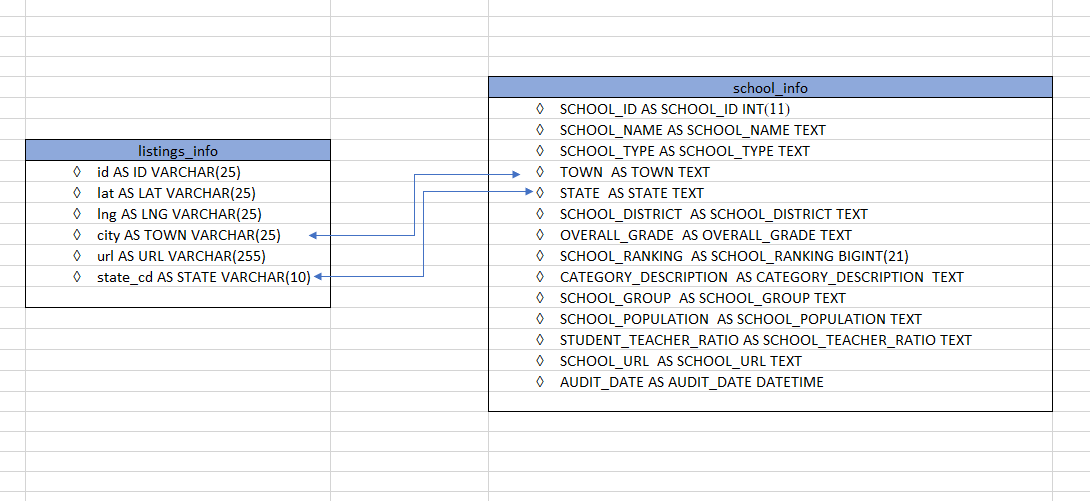 listings_info
id AS ID VARCHAR(25)
lat AS LAT VARCHAR(25)
lng AS LNG VARCHAR(25)
city AS TOWN VARCHAR(25)
url AS URL VARCHAR(255)
state_cd AS STATE VARCHAR(10)
school_info
SCHOOL_ID AS SCHOOL_ID INT(11)
SCHOOL_NAME AS SCHOOL_NAME TEXT
SCHOOL_TYPE AS SCHOOL_TYPE TEXT
TOWN AS TOWN TEXT
STATE AS STATE TEXT
SCHOOL_DISTRICT AS SCHOOL_DISTRICT TEXT
OVERALL_GRADE AS OVERALL_GRADE TEXT
SCHOOL_RANKING AS SCHOOL_RANKING BIGINT(21)
CATEGORY_DESCRIPTION AS CATEGORY_DESCRIPTION TEXT
SCHOOL_GROUP AS SCHOOL_GROUP TEXT
SCHOOL_POPULATION AS SCHOOL_POPULATION TEXT
STUDENT_TEACHER_RATIO AS SCHOOL_TEACHER_RATIO TEXT
SCHOOL_URL AS SCHOOL_URL TEXT
AUDIT_DATE AS AUDIT_DATE DATETIME